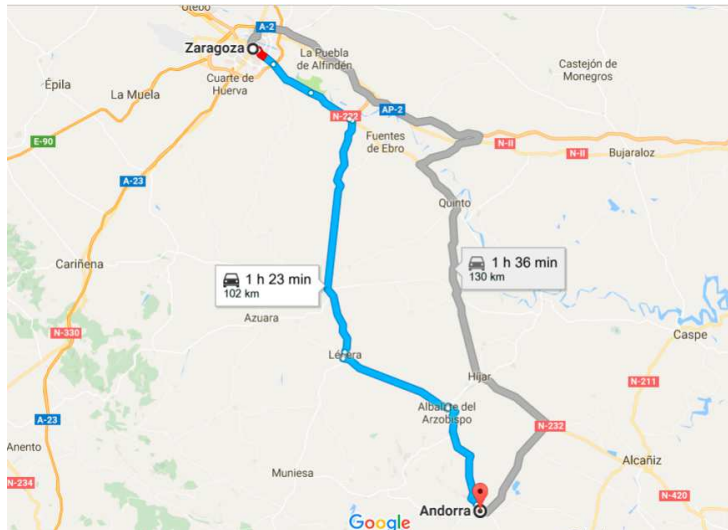 Utebo
A-2
Zaragoza
La Puebla
de Alfindén
Castejón de
Monegros
Épila
La Muela
Cuarte de
Huerva
N-222
AP-2
E-90
Fuentes
de Ebro
N-II
N-II
Bujaraloz
A-23
Quinto
Cariñena
1 h 23 min
102 km
1 h 36 min
130 km
Azuara
N-330
Lécera
Caspe
Híjar
N-211
A-23
Albalate del
Arzobispo
N-232
Anento
Alcañiz
Muniesa
N-234
N-420
Andorra
Google